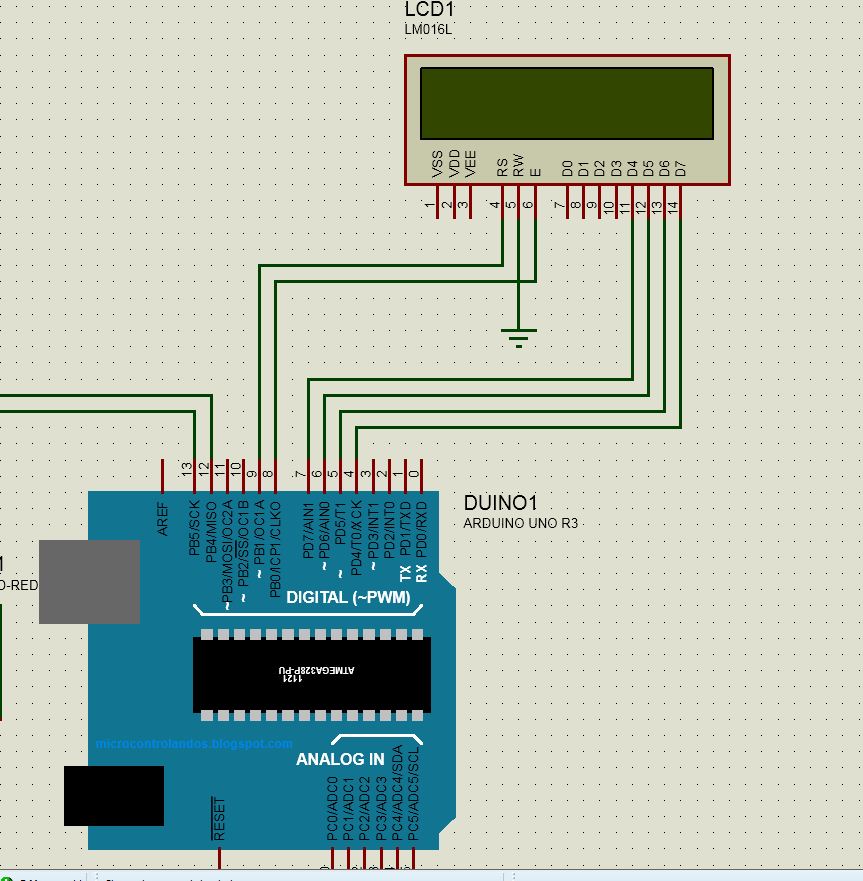 LCD1
LM016L
VSS
VDD
VEE
RS
RW
E
D0
D1
D2
D3
D4
D5
D6
D7
1
2
3
4
5
6
7
8
9
10
11
12
13
14
13
12
11
10
9
8
7
6
5
4
3
2
1
0
DUINO1
ARDUINO UNO R3
AREF
PB5/SCK
PB4/MISO
~PB3/MOSI/OC2A
~ PB2/SS/OC1B
~ PB1/OC1A
PB0/ICP1/CLKO
PD7/AIN1
~ PD6/AIN0
~ PD5/T1
PD4/T0/XCK
~ PD3/INT1
PD2/INT0
TX PD1/TXD
RX PD0/RXD
1
D-RED
DIGITAL (~PWM)
ATMEGA328P-PU
1121
microcontrolandos.blogspot.com
ANALOG IN
RESET
PC0/ADC0
PC1/ADC1
PC2/ADC2
PC3/ADC3
PC4/ADC4/SDA
PC5/ADC5/SCL